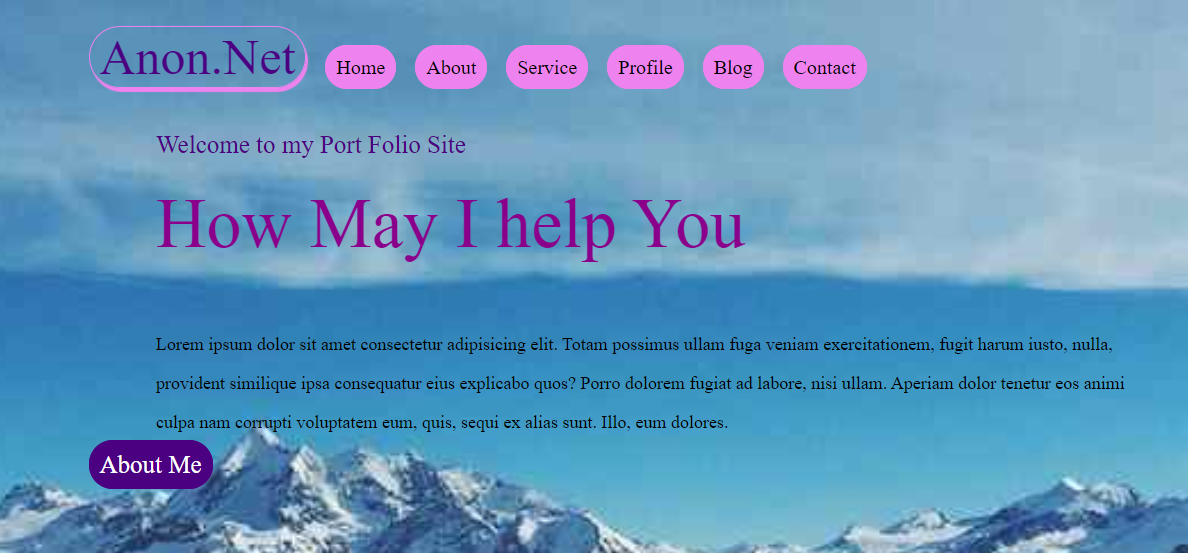 Anon.Net Home About Service Profile Blog Contact
Welcome to my Port Folio Site
How May I help You
Lorem ipsum dolor sit amet consectetur adipisicing elit. Totam possimus ullam fuga veniam exercitationem, fugit harum iusto, nulla,
provident similique ipsa consequatur eius explicabo quos? Porro dolorem fugiat ad labore, nisi ullam. Aperiam dolor tenetur eos animi
culpa nam corrupti voluptatem eum, quis, sequi ex alias sunt. Illo, eum dolores.
About Me